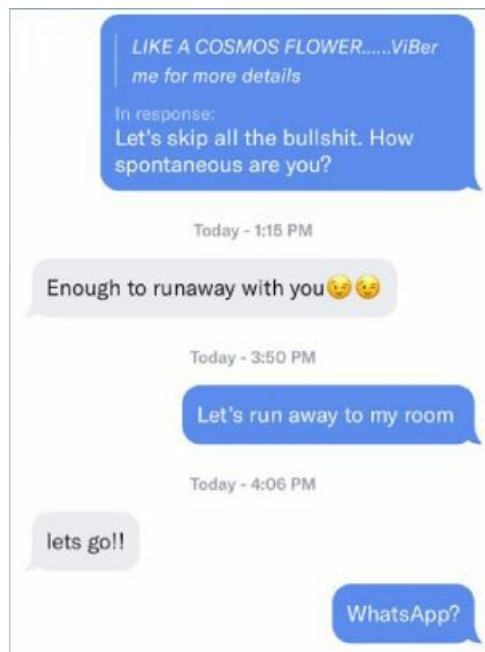 LIKE A COSMOS FLOWER......ViBer
me for more details
In response:
Let's skip all the bullshit. How
spontaneous are you?
Today - 1:15 PM
Enough to runaway with you😉😉
Today - 3:50 PM
Let's run away to my room
Today - 4:06 PM
lets go!!
WhatsApp?